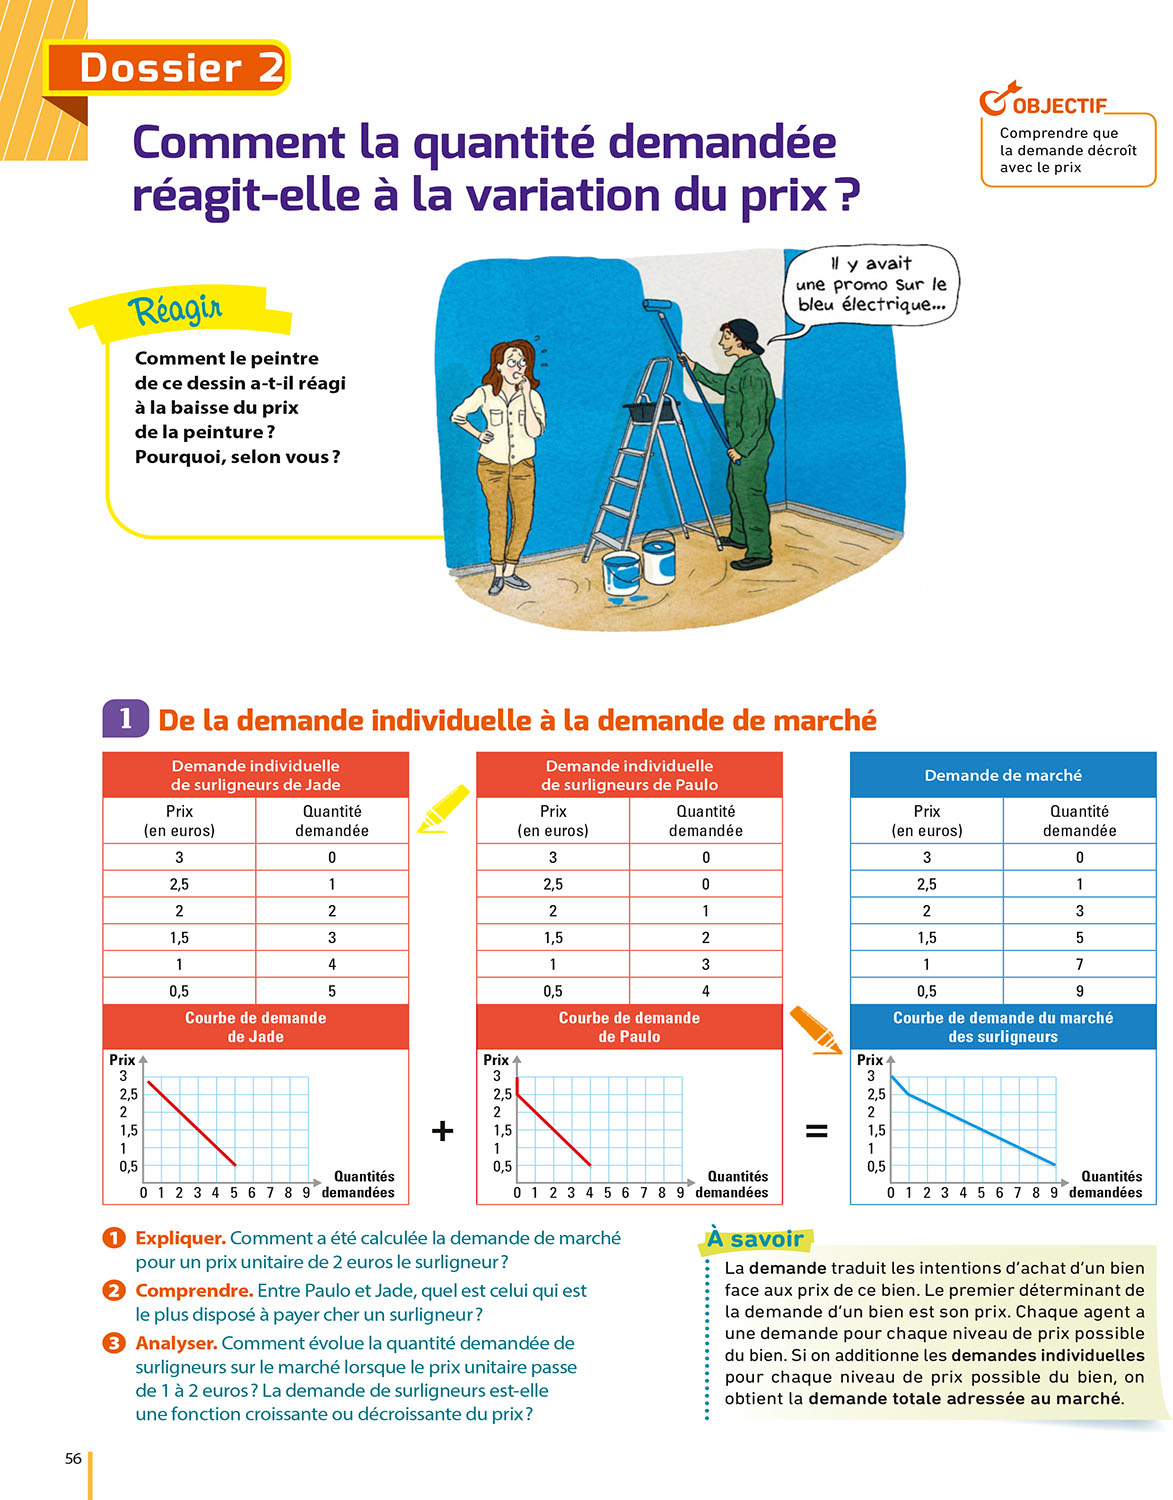 Dossier 2
OBJECTIF
Comprendre que
la demande décroît
avec le prix
Comment la quantité demandée
réagit-elle à la variation du prix ?
Réagir
Comment le peintre
de ce dessin a-t-il réagi
à la baisse du prix
de la peinture ?
Pourquoi, selon vous ?
Il y avait
une promo sur le
bleu électrique...
1 De la demande individuelle à la demande de marché
Demande individuelle
de surligneurs de Jade
Prix
(en euros)
Quantité
demandée
3 0
2,5 1
2 2
1,5 3
1 4
0,5 5
Courbe de demande
de Jade
Prix
3
2,5
2
1,5
1
0,5
0 1 2 3 4 5 6 7 8 9
Quantités
demandées
+
Demande individuelle
de surligneurs de Paulo
Prix
(en euros)
Quantité
demandée
3 0
2,5 0
2 1
1,5 2
1 3
0,5 4
Courbe de demande
de Paulo
Prix
3
2,5
2
1,5
1
0,5
0 1 2 3 4 5 6 7 8 9
Quantités
demandées
=
Demande de marché
Prix
(en euros)
Quantité
demandée
3 0
2,5 1
2 3
1,5 5
1 7
0,5 9
Courbe de demande du marché
des surligneurs
Prix
3
2,5
2
1,5
1
0,5
0 1 2 3 4 5 6 7 8 9
Quantités
demandées
1 Expliquer. Comment a été calculée la demande de marché
pour un prix unitaire de 2 euros le surligneur ?
2 Comprendre. Entre Paulo et Jade, quel est celui qui est
le plus disposé à payer cher un surligneur ?
3 Analyser. Comment évolue la quantité demandée de
surligneurs sur le marché lorsque le prix unitaire passe
de 1 à 2 euros ? La demande de surligneurs est-elle
une fonction croissante ou décroissante du prix ?
À savoir
La demande traduit les intentions d'achat d'un bien
face aux prix de ce bien. Le premier déterminant de
la demande d'un bien est son prix. Chaque agent a
une demande pour chaque niveau de prix possible
du bien. Si on additionne les demandes individuelles
pour chaque niveau de prix possible du bien, on
obtient la demande totale adressée au marché.
56